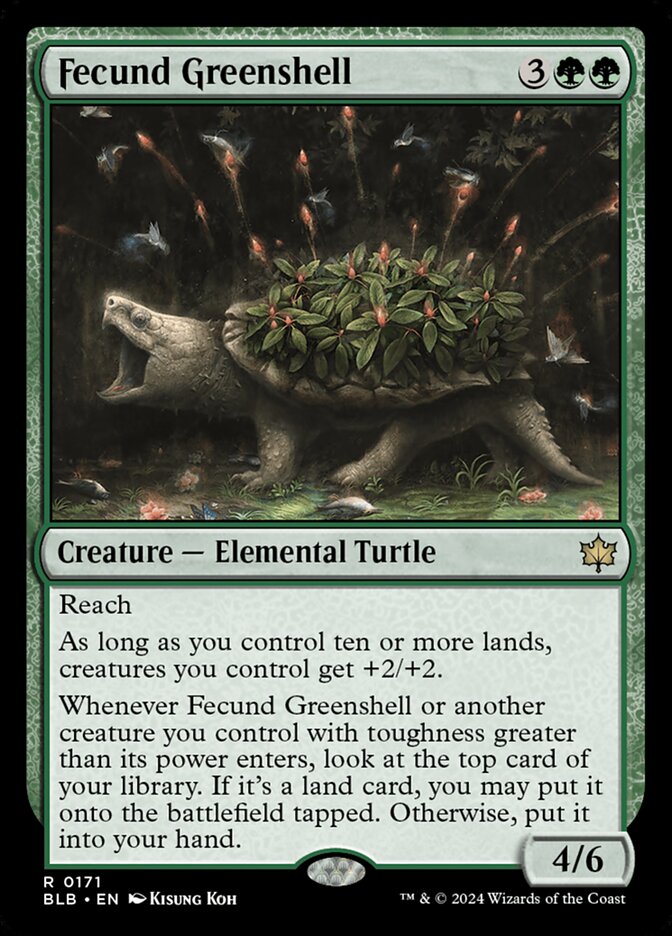 Fecund Greenshell 3
Creature — Elemental Turtle
Reach
As long as you control ten or more lands,
creatures you control get +2/+2.
Whenever Fecund Greenshell or another
creature you control with toughness greater
than its power enters, look at the top card of
your library. If it's a land card, you may put it
onto the battlefield tapped. Otherwise, put it
into your hand.
4/6
R 0171
BLB • EN Kisung Koh
™ & © 2024 Wizards of the Coast